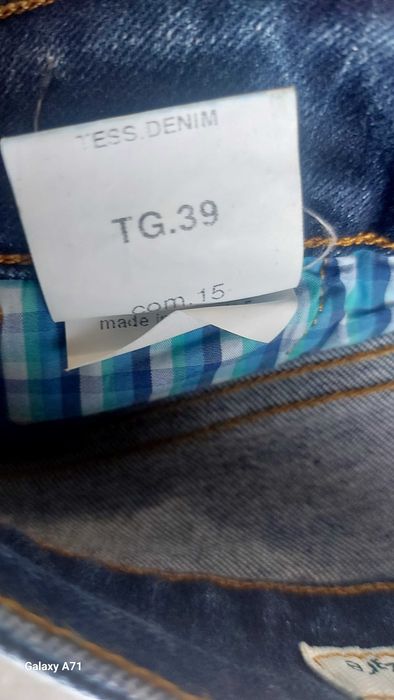 TESS.DENIM
TG.39
com. 15
made in
Galaxy A71